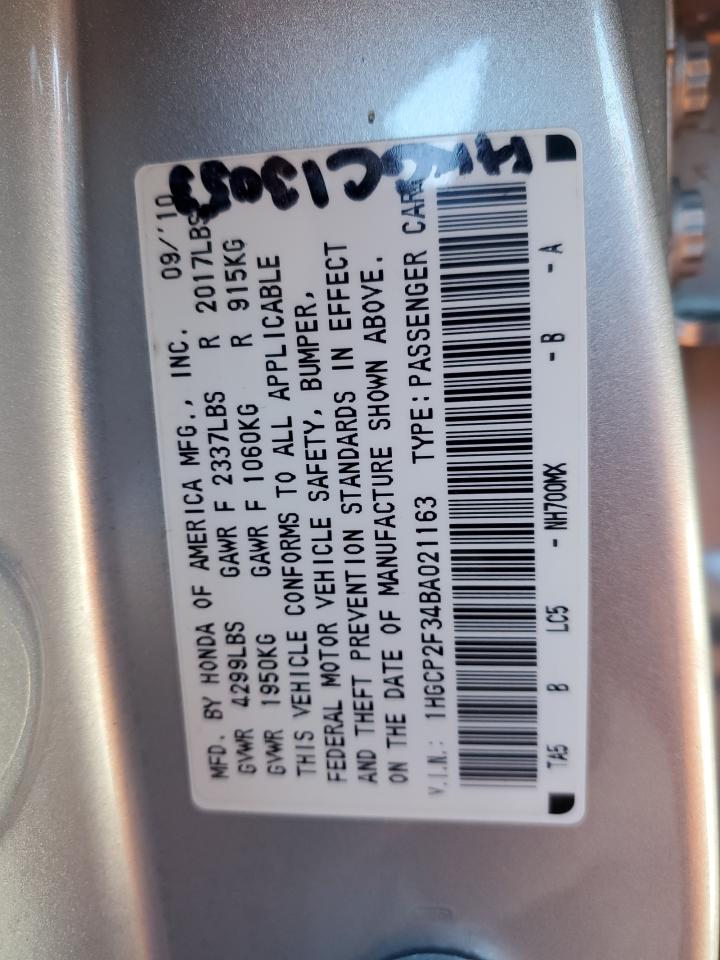 MFD. BY HONDA OF AMERICA MFG., INC. 09/'10
GVWR 4299LBS GAWR F 2337LBS R 2017LBS
GVWR 1950KG GAWR F 1060KG R 915KG
THIS VEHICLE CONFORMS TO ALL APPLICABLE
FEDERAL MOTOR VEHICLE SAFETY, BUMPER,
AND THEFT PREVENTION STANDARDS IN EFFECT
ON THE DATE OF MANUFACTURE SHOWN ABOVE.
V.I.N.: 1HGCP2F34BA021163 TYPE: PASSENGER CAR
TA5 B LC5 - NH700MX - B - A
C13053